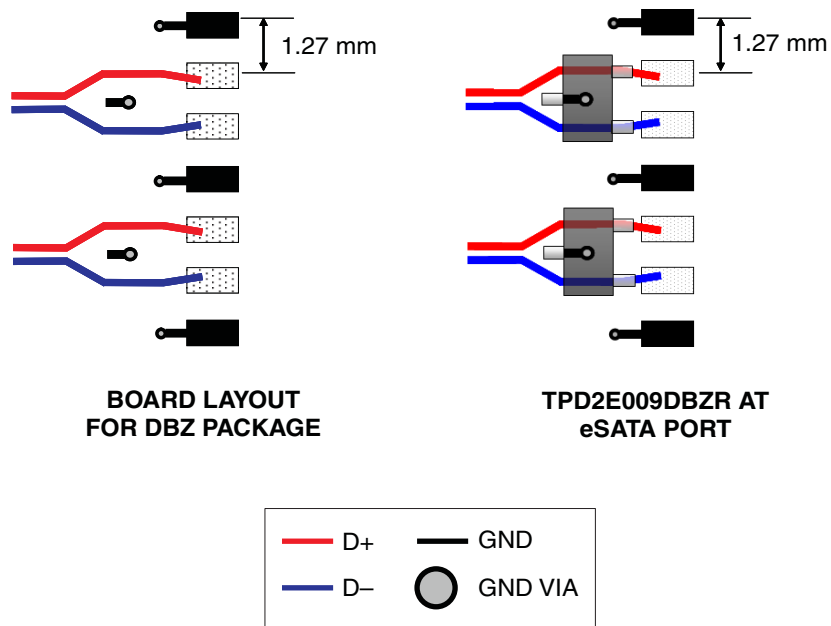 1.27 mm
1.27 mm
BOARD LAYOUT
FOR DBZ PACKAGE
TPD2E009DBZR AT
eSATA PORT
D+
GND
D–
GND VIA